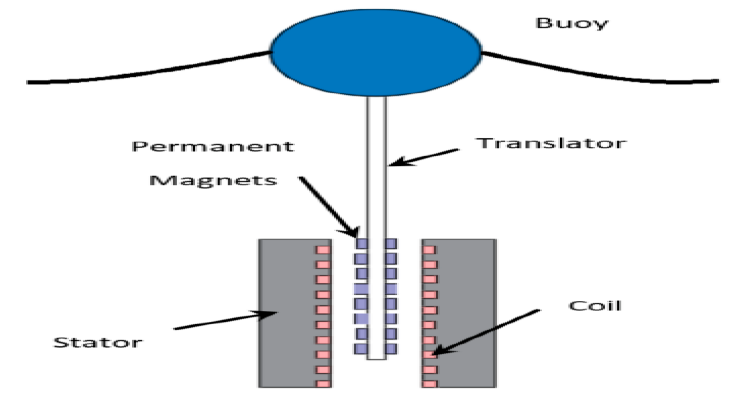 Buoy
Permanent
Magnets
Translator
Coil
Stator